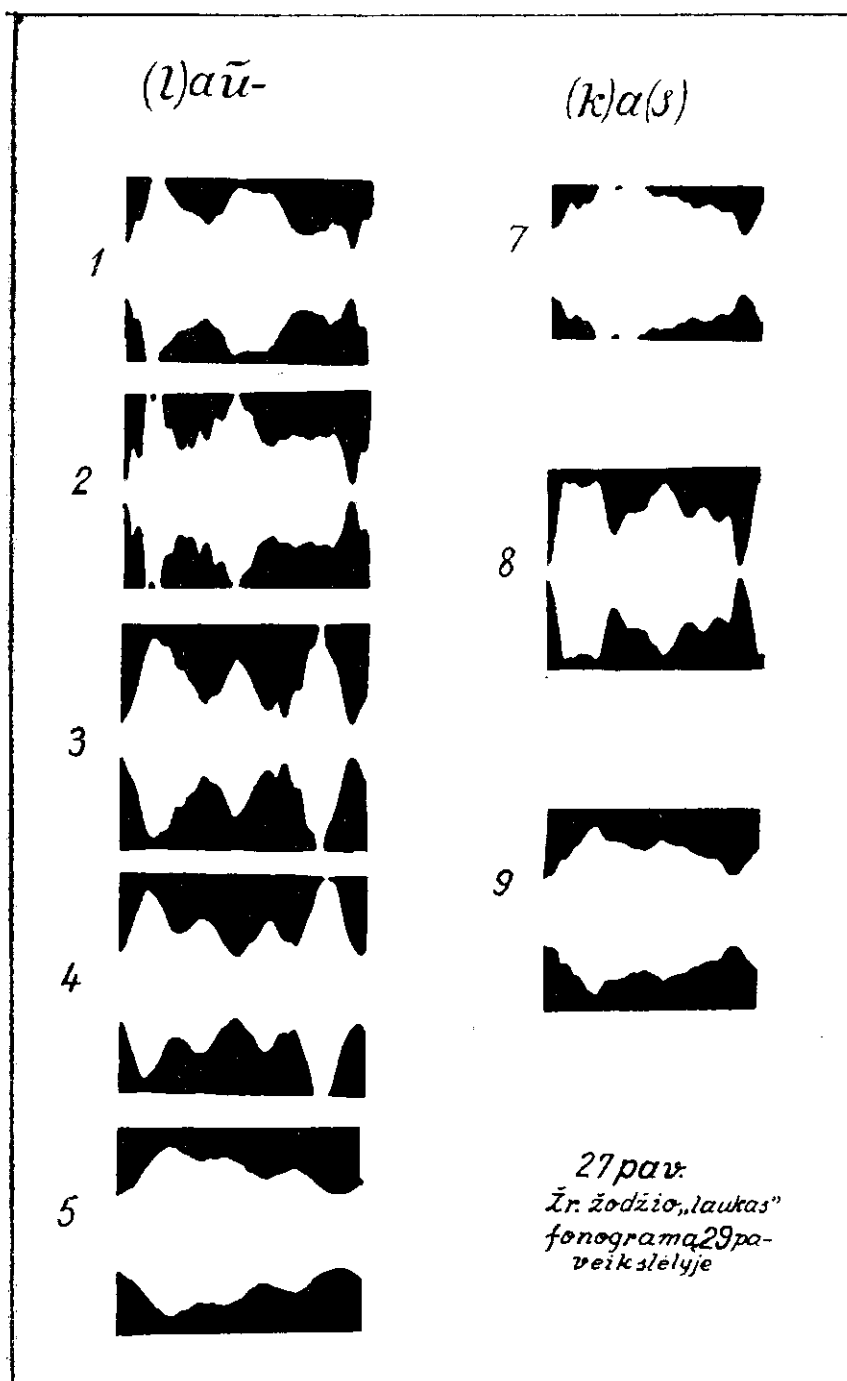 (l)aũ-
1
2
3
4
5
(k)a(s)
7
8
9
27 pav.
Žr. žodžio „laukas"
fonogramą 29 pa-
veikslėlyje